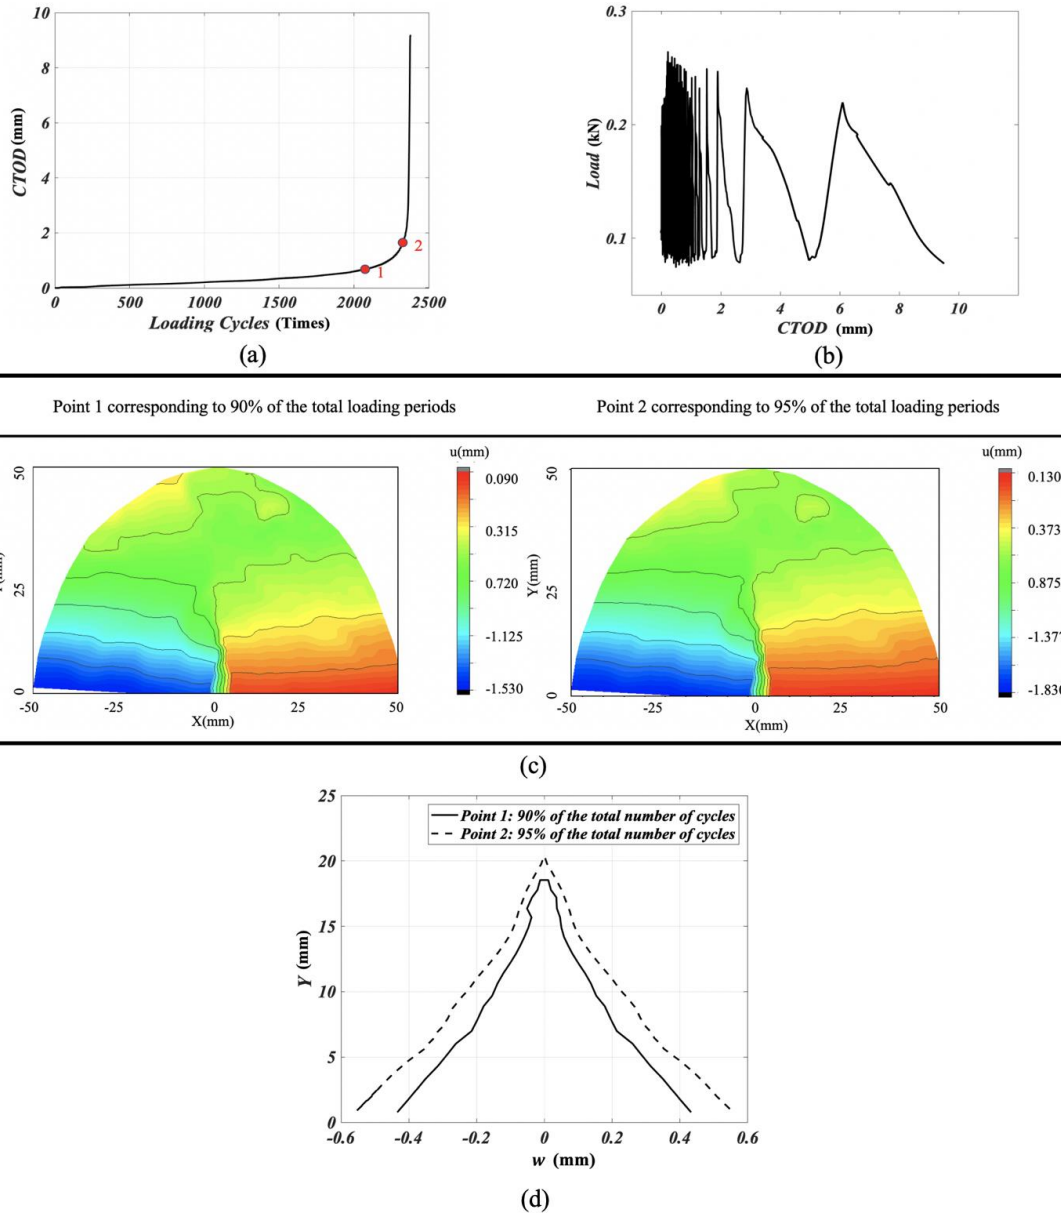 10
8
6
4
2
0
CTOD (mm)
1
2
0 500 1000 1500 2000 2500
Loading Cycles (Times)
(a)
0.3
0.2
0.1
Load (kN)
0 2 4 6 8 10
CTOD (mm)
(b)
Point 1 corresponding to 90% of the total loading periods
Point 2 corresponding to 95% of the total loading periods
u(mm)
0.090
0.315
0.720
-1.125
-1.530
50
25
0
-50 -25 0 25 50
X(mm)
u(mm)
0.130
0.373
0.875
-1.377
-1.830
50
25
0
Y(mm)
-50 -25 0 25 50
X(mm)
(c)
25
20
15
10
5
0
Y (mm)
Point 1: 90% of the total number of cycles
Point 2: 95% of the total number of cycles
-0.6 -0.4 -0.2 0 0.2 0.4 0.6
w (mm)
(d)